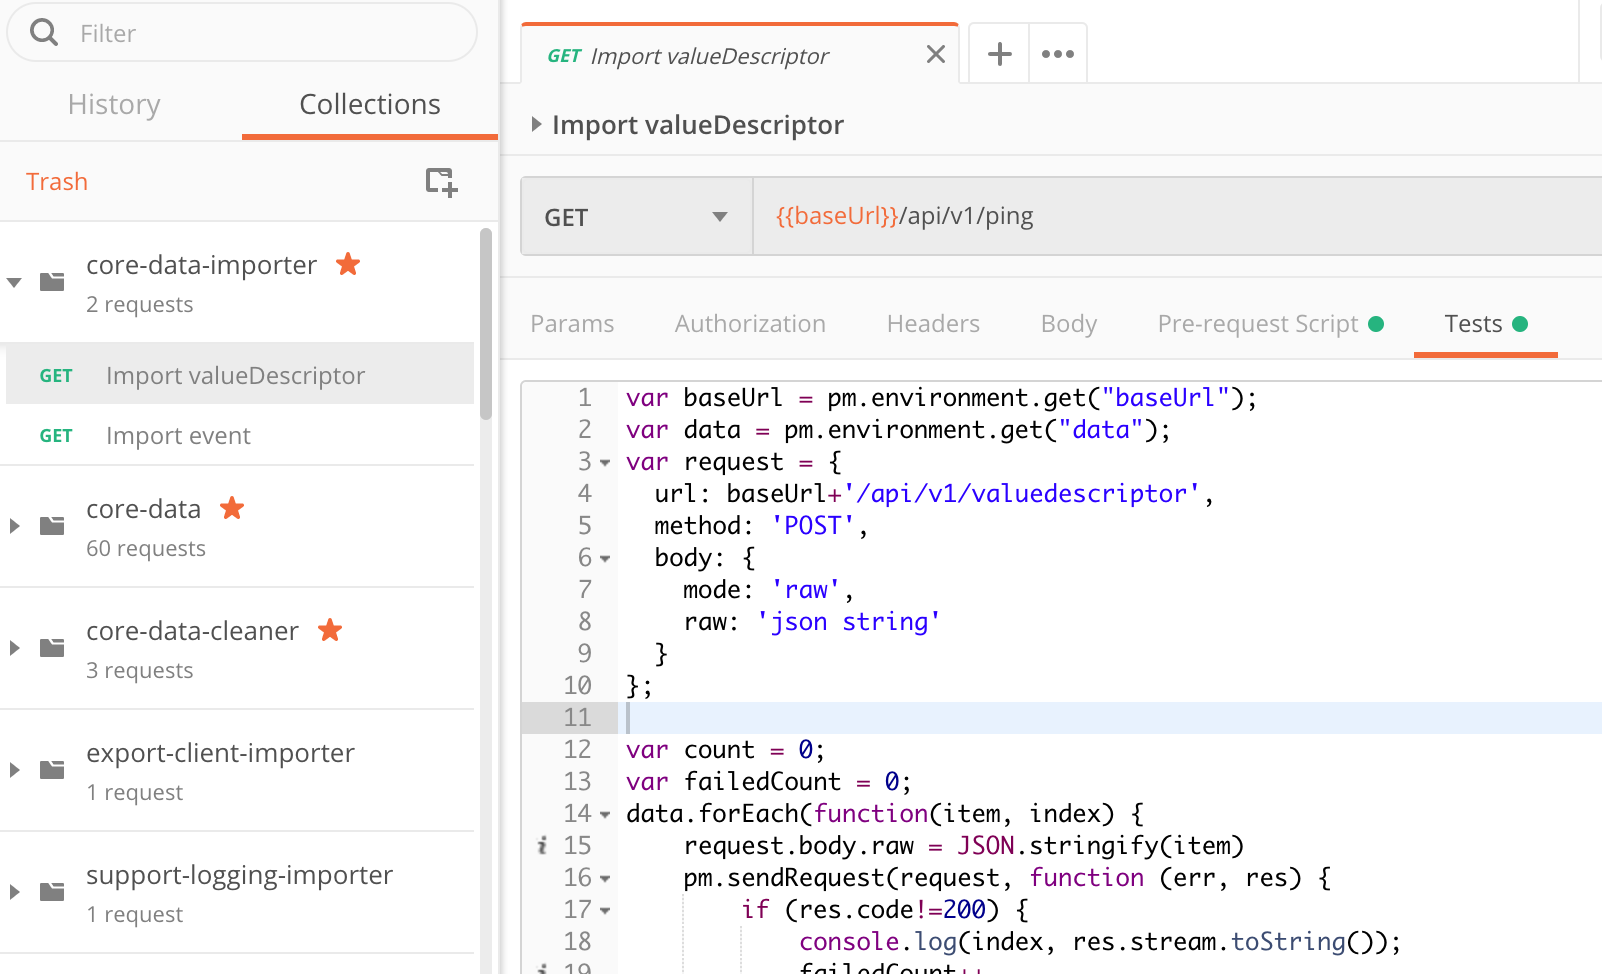 Filter
History
Collections
Trash
core-data-importer
2 requests
GET Import valueDescriptor
GET Import event
core-data
60 requests
core-data-cleaner
3 requests
export-client-importer
1 request
support-logging-importer
1 request
GET Import valueDescriptor
Import valueDescriptor
GET
{{baseUrl}}/api/v1/ping
Params Authorization Headers Body Pre-request Script Tests
1 var baseUrl = pm.environment.get("baseUrl");
2 var data = pm.environment.get("data");
3 var request = {
4   url: baseUrl+'/api/v1/valuedescriptor',
5   method: 'POST',
6   body: {
7     mode: 'raw',
8     raw: 'json string'
9   }
10 };
11
12 var count = 0;
13 var failedCount = 0;
14 data.forEach(function(item, index) {
i 15     request.body.raw = JSON.stringify(item)
16     pm.sendRequest(request, function (err, res) {
17         if (res.code!=200) {
18             console.log(index, res.stream.toString());
i 19             failedCount++